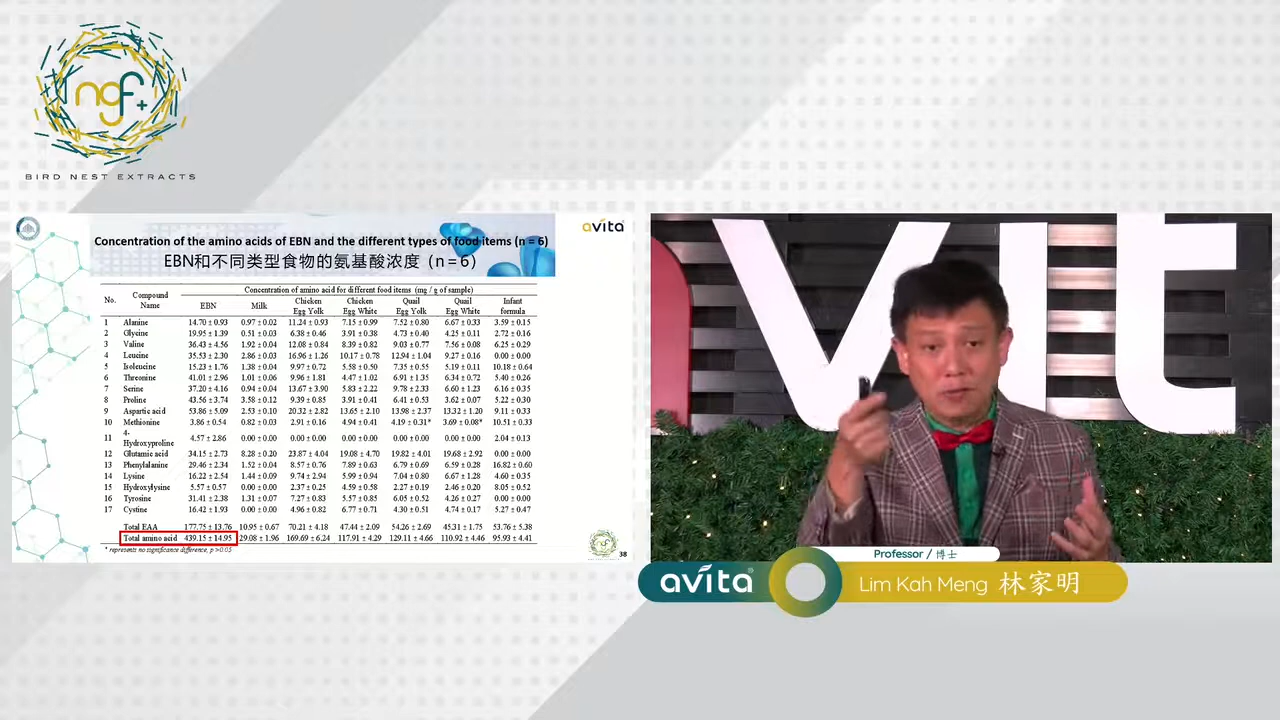 ngf+
BIRD NEST EXTRACTS
avita
Concentration of the amino acids of EBN and the different types of food items (n = 6)
EBN和不同类型食物的氨基酸浓度（n = 6）
No. Compound Name Concentration of amino acid for different food items (mg / g of sample)
EBN Milk Chicken Egg Yolk Chicken Egg White Quail Egg Yolk Quail Egg White Infant formula
1 Alanine 14.70 ± 0.93 0.97 ± 0.02 11.24 ± 0.93 7.15 ± 0.99 7.52 ± 0.80 6.67 ± 0.33 3.59 ± 0.15
2 Glycine 19.95 ± 1.39 0.51 ± 0.03 6.38 ± 0.46 3.91 ± 0.38 4.73 ± 0.40 4.25 ± 0.11 2.72 ± 0.16
3 Valine 36.43 ± 4.56 1.92 ± 0.04 12.08 ± 0.84 8.39 ± 0.82 9.03 ± 0.77 7.56 ± 0.08 6.25 ± 0.29
4 Leucine 35.53 ± 2.30 2.86 ± 0.03 16.96 ± 1.26 10.17 ± 0.78 12.94 ± 1.04 9.27 ± 0.16 0.00 ± 0.00
5 Isoleucine 15.23 ± 1.76 1.38 ± 0.04 9.97 ± 0.72 5.58 ± 0.50 7.35 ± 0.55 5.19 ± 0.11 10.18 ± 0.64
6 Threonine 41.01 ± 2.96 1.01 ± 0.06 9.96 ± 1.81 4.47 ± 1.02 6.91 ± 1.35 6.34 ± 0.72 5.40 ± 0.26
7 Serine 37.20 ± 4.16 0.94 ± 0.04 13.67 ± 3.90 5.83 ± 2.22 9.78 ± 2.33 6.60 ± 1.23 6.16 ± 0.35
8 Proline 43.56 ± 3.74 3.58 ± 0.12 9.39 ± 0.85 3.91 ± 0.41 6.41 ± 0.53 3.62 ± 0.07 5.22 ± 0.30
9 Aspartic acid 53.86 ± 5.09 2.53 ± 0.10 20.32 ± 2.82 13.65 ± 2.10 13.98 ± 2.37 13.32 ± 1.20 9.11 ± 0.33
10 Methionine 3.86 ± 0.54 0.82 ± 0.03 2.91 ± 0.16 4.94 ± 0.41 4.19 ± 0.31* 3.69 ± 0.08* 10.51 ± 0.33
11 4-Hydroxyproline 4.57 ± 2.86 0.00 ± 0.00 0.00 ± 0.00 0.00 ± 0.00 0.00 ± 0.00 0.00 ± 0.00 2.04 ± 0.13
12 Glutamic acid 34.15 ± 2.73 8.28 ± 0.20 23.87 ± 4.04 19.08 ± 4.70 19.82 ± 4.01 19.68 ± 2.92 0.00 ± 0.00
13 Phenylalanine 29.46 ± 2.34 1.52 ± 0.04 8.57 ± 0.76 7.89 ± 0.63 6.79 ± 0.69 6.59 ± 0.28 16.82 ± 0.60
14 Lysine 16.22 ± 2.54 1.44 ± 0.09 9.74 ± 2.94 5.99 ± 0.94 7.04 ± 0.80 6.67 ± 1.28 4.60 ± 0.35
15 Hydroxylysine 5.57 ± 0.57 0.00 ± 0.00 2.37 ± 0.25 4.59 ± 0.58 2.27 ± 0.19 2.46 ± 0.20 8.05 ± 0.52
16 Tyrosine 31.41 ± 2.38 1.31 ± 0.07 7.27 ± 0.83 5.57 ± 0.85 6.05 ± 0.52 4.26 ± 0.27 0.00 ± 0.00
17 Cystine 16.42 ± 1.93 0.00 ± 0.00 4.96 ± 0.82 6.77 ± 0.71 4.30 ± 0.51 4.74 ± 0.17 5.27 ± 0.47
Total EAA 177.75 ± 13.76 10.95 ± 0.67 70.21 ± 4.18 47.44 ± 2.09 54.26 ± 2.69 45.31 ± 1.75 53.76 ± 5.38
Total amino acid 439.15 ± 14.95 29.08 ± 1.96 169.69 ± 6.24 117.91 ± 4.29 129.11 ± 4.66 110.92 ± 4.46 95.93 ± 4.41
* represents no significance difference, p >0.05
38
Professor / 博士
avita
Lim Kah Meng 林家明